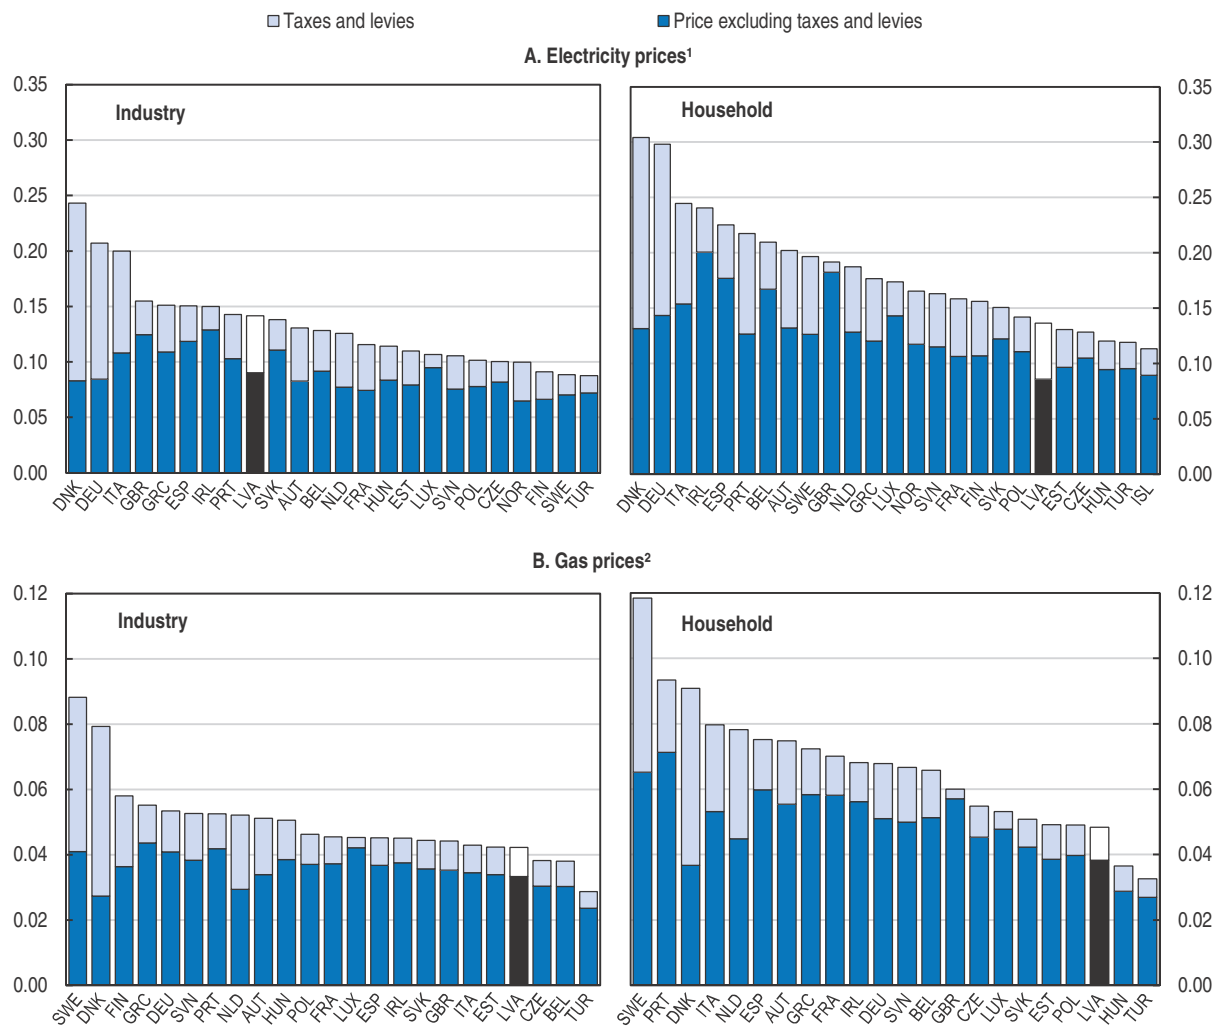 Taxes and levies Price excluding taxes and levies
A. Electricity prices¹
Industry
0.35
0.30
0.25
0.20
0.15
0.10
0.05
0.00
DNK DEU ITA GBR GRC ESP IRL PRT LVA SVK AUT BEL NLD FRA HUN EST LUX SVN POL CZE NOR FIN SWE TUR
Household
0.35
0.30
0.25
0.20
0.15
0.10
0.05
0.00
DNK DEU ITA IRL ESP PRT BEL AUT SWE GBR NLD GRC LUX NOR SVN FRA FIN SVK POL LVA EST CZE HUN TUR ISL
B. Gas prices²
Industry
0.12
0.10
0.08
0.06
0.04
0.02
0.00
SWE DNK FIN GRC DEU SVN PRT NLD AUT HUN POL FRA LUX ESP IRL SVK GBR ITA EST LVA CZE BEL TUR
Household
0.12
0.10
0.08
0.06
0.04
0.02
0.00
SWE PRT DNK ITA NLD ESP AUT GRC FRA IRL DEU SVN BEL GBR CZE LUX SVK EST POL LVA HUN TUR